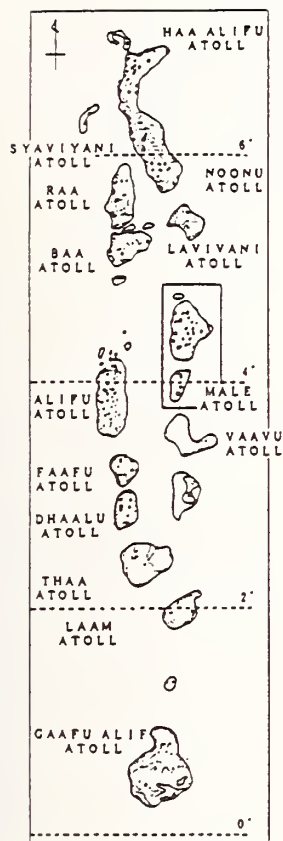 HAA ALIFU
ATOLL
SYAVIYANI
ATOLL
6°
NOONU
ATOLL
RAA
ATOLL
BAA
ATOLL
LAVIVANI
ATOLL
4°
ALIFU
ATOLL
MALE
ATOLL
VAAVU
ATOLL
FAAFU
ATOLL
DHAALU
ATOLL
THAA
ATOLL
2°
LAAM
ATOLL
GAAFU ALIF
ATOLL
0°